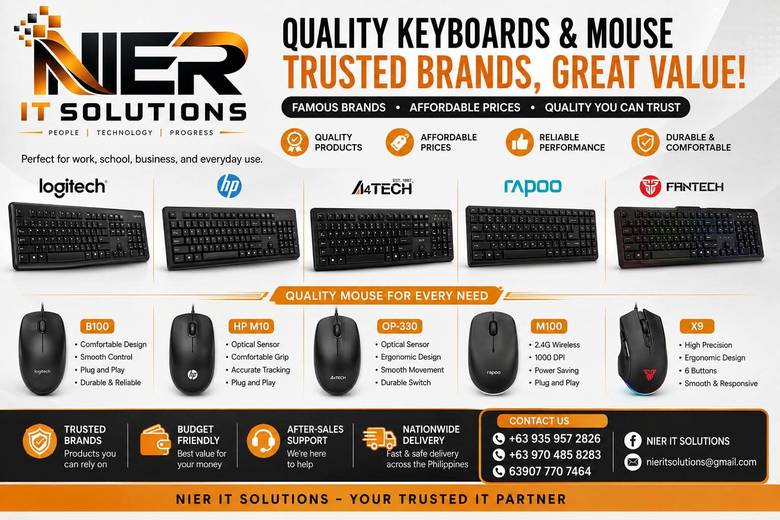 NIER
IT SOLUTIONS
PEOPLE | TECHNOLOGY | PROGRESS
Perfect for work, school, business, and everyday use.
QUALITY KEYBOARDS & MOUSE
TRUSTED BRANDS, GREAT VALUE!
FAMOUS BRANDS • AFFORDABLE PRICES • QUALITY YOU CAN TRUST
QUALITY
PRODUCTS
AFFORDABLE
PRICES
RELIABLE
PERFORMANCE
DURABLE &
COMFORTABLE
logitech
hp
EST. 1987
A4TECH
rapoo
FANTECH
QUALITY MOUSE FOR EVERY NEED
B100
• Comfortable Design
• Smooth Control
• Plug and Play
• Durable & Reliable
logitech
HP M10
• Optical Sensor
• Comfortable Grip
• Accurate Tracking
• Plug and Play
hp
OP-330
• Optical Sensor
• Ergonomic Design
• Smooth Movement
• Durable Switch
A4TECH
M100
• 2.4G Wireless
• 1000 DPI
• Power Saving
• Plug and Play
rapoo
X9
• High Precision
• Ergonomic Design
• 6 Buttons
• Smooth & Responsive
TRUSTED
BRANDS
Products you
can rely on
BUDGET
FRIENDLY
Best value for
your money
AFTER-SALES
SUPPORT
We're here
to help
NATIONWIDE
DELIVERY
Fast & safe delivery
across the Philippines
CONTACT US
+63 935 957 2826
+63 970 485 8283
63907 770 7464
NIER IT SOLUTIONS
nieritsolutions@gmail.com
NIER IT SOLUTIONS – YOUR TRUSTED IT PARTNER